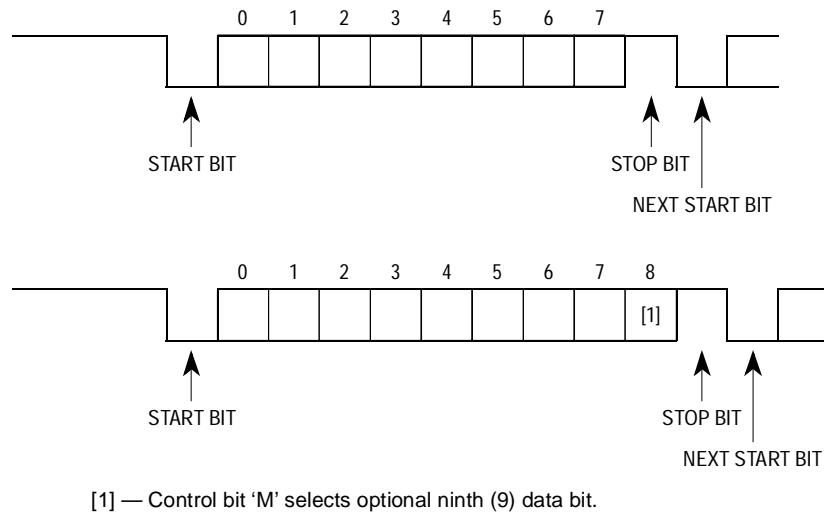 0 1 2 3 4 5 6 7
START BIT STOP BIT
NEXT START BIT
0 1 2 3 4 5 6 7 8
[1]
START BIT STOP BIT
NEXT START BIT
[1] — Control bit ‘M’ selects optional ninth (9) data bit.